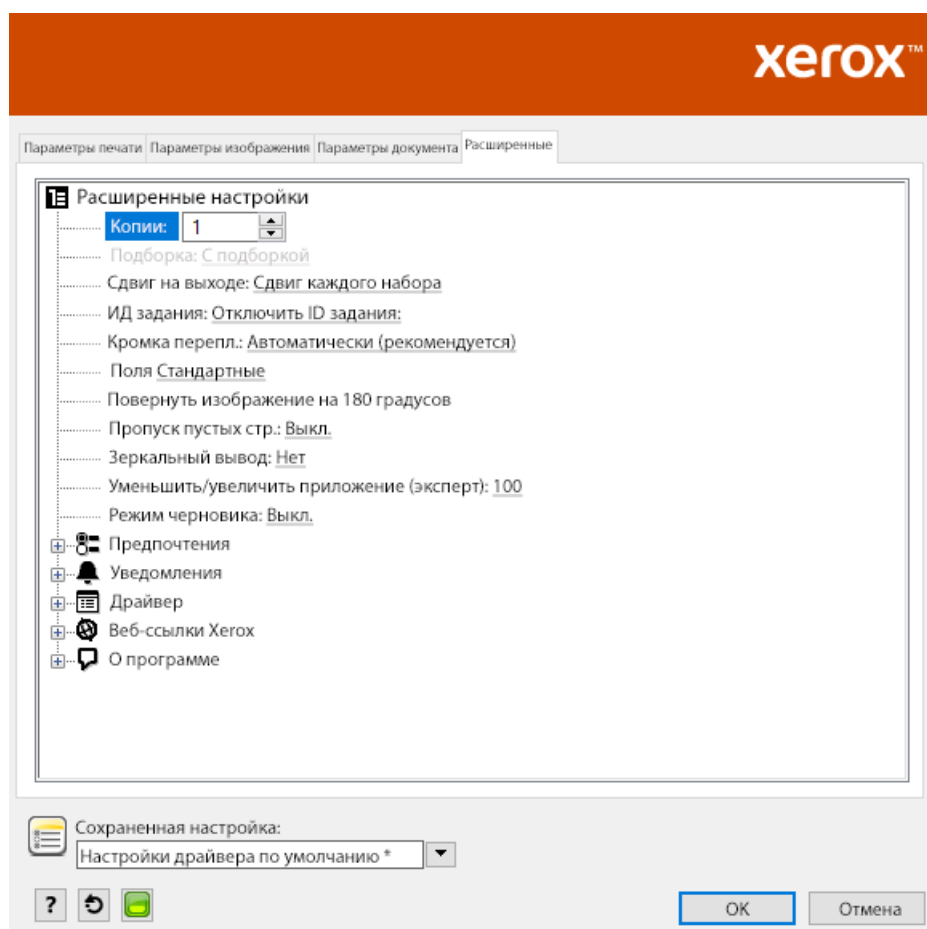 xerox™
Параметры печати Параметры изображения Параметры документа Расширенные
Расширенные настройки
Копии: 1
Подборка: С подборкой
Сдвиг на выходе: Сдвиг каждого набора
ИД задания: Отключить ID задания:
Кромка перепл.: Автоматически (рекомендуется)
Поля Стандартные
Повернуть изображение на 180 градусов
Пропуск пустых стр.: Выкл.
Зеркальный вывод: Нет
Уменьшить/увеличить приложение (эксперт): 100
Режим черновика: Выкл.
Предпочтения
Уведомления
Драйвер
Веб-ссылки Xerox
О программе
Сохраненная настройка:
Настройки драйвера по умолчанию *
? OK Отмена